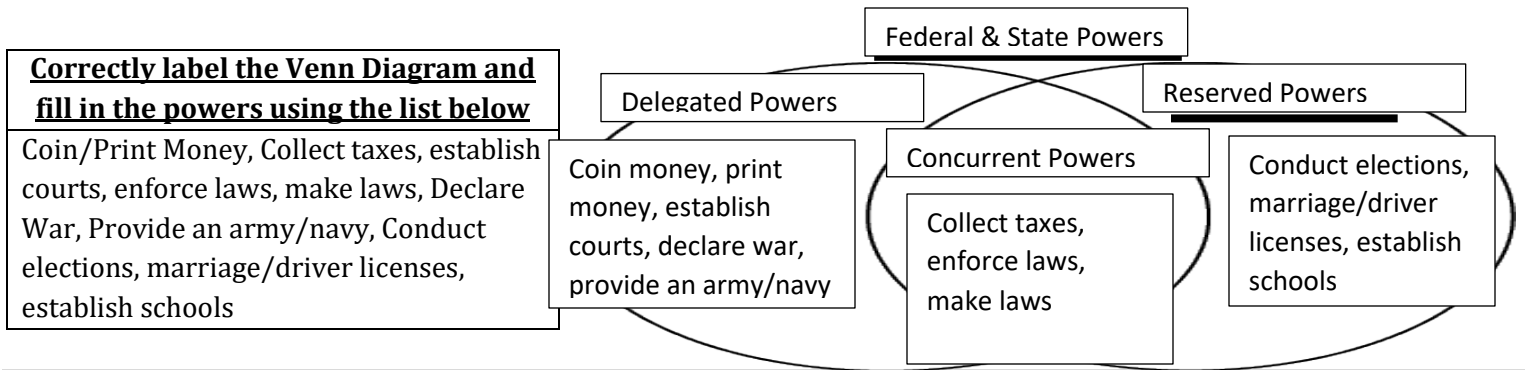 Correctly label the Venn Diagram and
fill in the powers using the list below
Coin/Print Money, Collect taxes, establish
courts, enforce laws, make laws, Declare
War, Provide an army/navy, Conduct
elections, marriage/driver licenses,
establish schools
Federal & State Powers
Delegated Powers
Coin money, print
money, establish
courts, declare war,
provide an army/navy
Concurrent Powers
Collect taxes,
enforce laws,
make laws
Reserved Powers
Conduct elections,
marriage/driver
licenses, establish
schools